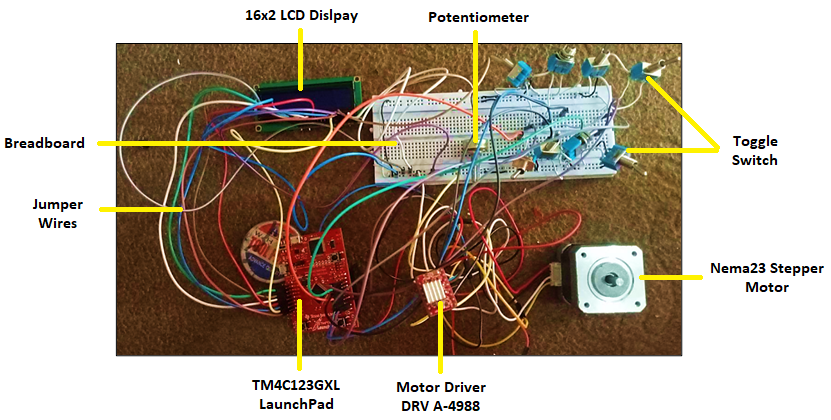 16x2 LCD Dislpay
Potentiometer
Breadboard
Toggle
Switch
Jumper
Wires
Nema23 Stepper
Motor
TM4C123GXL
LaunchPad
Motor Driver
DRV A-4988